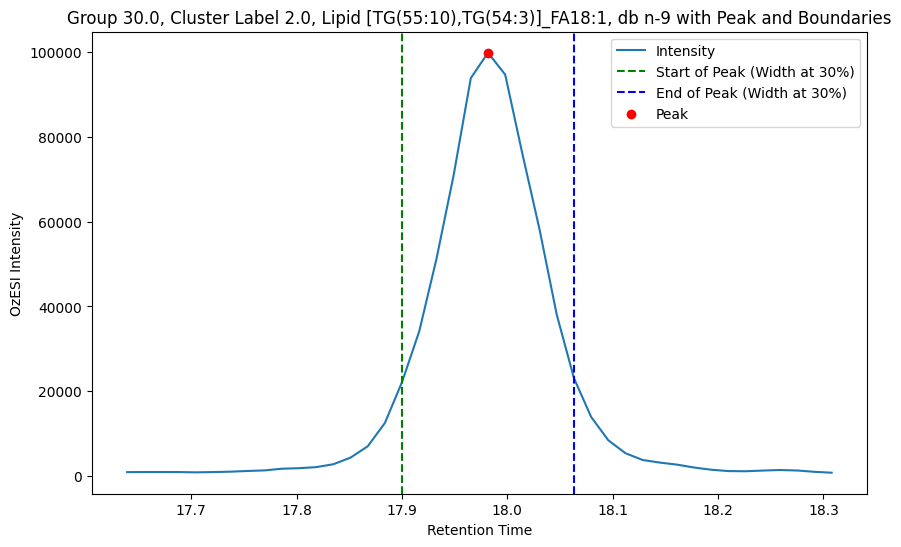 Group 30.0, Cluster Label 2.0, Lipid [TG(55:10),TG(54:3)]_FA18:1, db n-9 with Peak and Boundaries
Intensity
Start of Peak (Width at 30%)
End of Peak (Width at 30%)
Peak
OzESI Intensity
100000
80000
60000
40000
20000
0
17.7 17.8 17.9 18.0 18.1 18.2 18.3
Retention Time